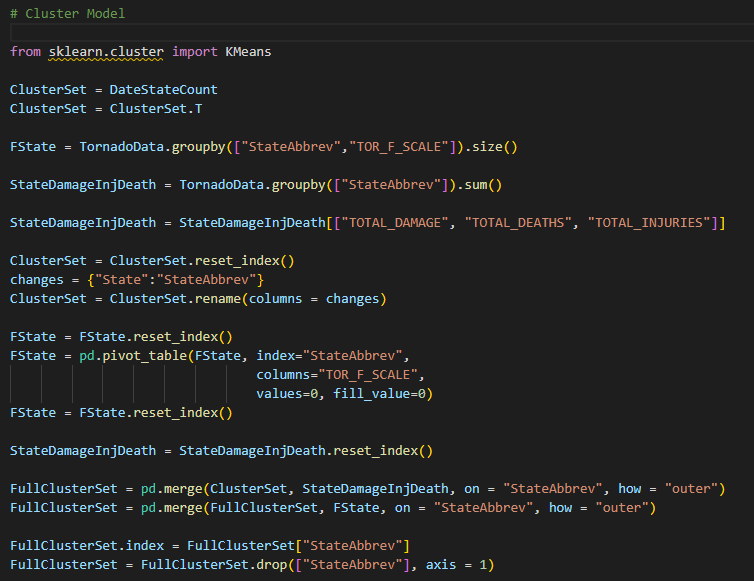 # Cluster Model
from sklearn.cluster import KMeans
ClusterSet = DateStateCount
ClusterSet = ClusterSet.T
FState = TornadoData.groupby(["StateAbbrev","TOR_F_SCALE"]).size()
StateDamageInjDeath = TornadoData.groupby(["StateAbbrev"]).sum()
StateDamageInjDeath = StateDamageInjDeath[["TOTAL_DAMAGE", "TOTAL_DEATHS", "TOTAL_INJURIES"]]
ClusterSet = ClusterSet.reset_index()
changes = {"State":"StateAbbrev"}
ClusterSet = ClusterSet.rename(columns = changes)
FState = FState.reset_index()
FState = pd.pivot_table(FState, index="StateAbbrev",
columns="TOR_F_SCALE",
values=0, fill_value=0)
FState = FState.reset_index()
StateDamageInjDeath = StateDamageInjDeath.reset_index()
FullClusterSet = pd.merge(ClusterSet, StateDamageInjDeath, on = "StateAbbrev", how = "outer")
FullClusterSet = pd.merge(FullClusterSet, FState, on = "StateAbbrev", how = "outer")
FullClusterSet.index = FullClusterSet["StateAbbrev"]
FullClusterSet = FullClusterSet.drop(["StateAbbrev"], axis = 1)